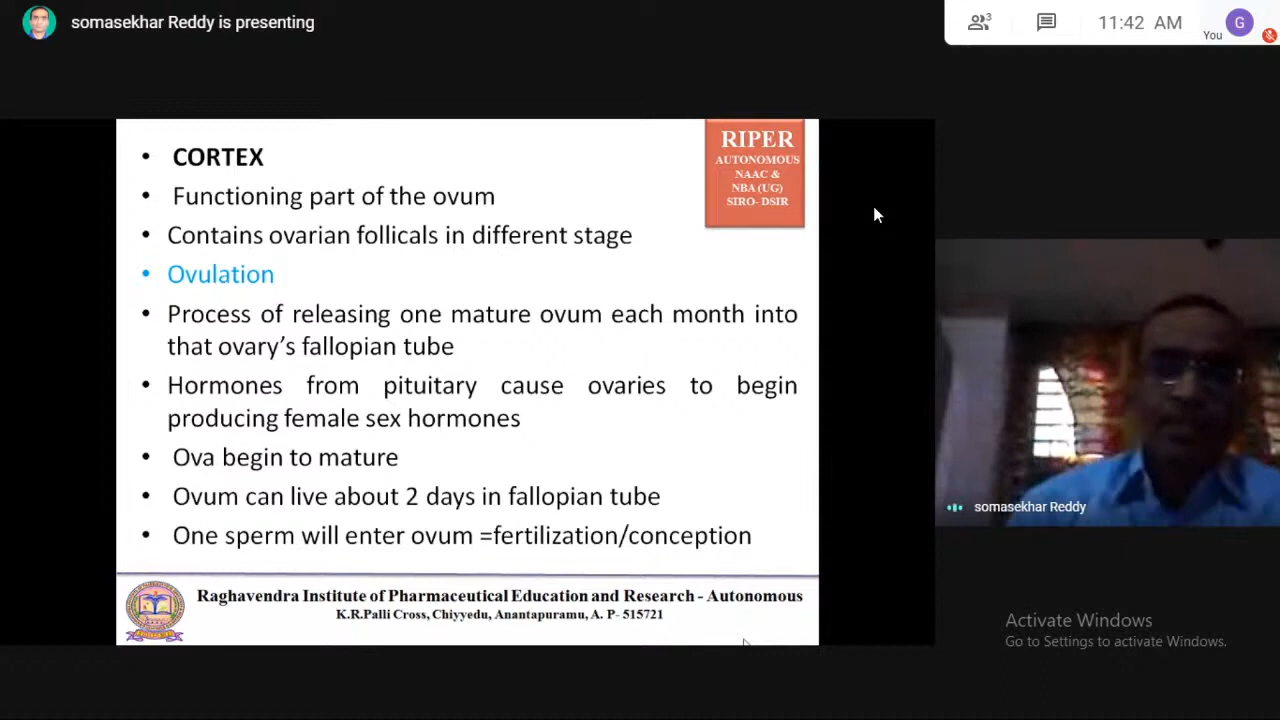 somasekhar Reddy is presenting
3
11:42 AM
You
G
RIPER
AUTONOMOUS
NAAC &
NBA (UG)
SIRO- DSIR
• CORTEX
• Functioning part of the ovum
• Contains ovarian follicals in different stage
• Ovulation
• Process of releasing one mature ovum each month into
that ovary's fallopian tube
• Hormones from pituitary cause ovaries to begin
producing female sex hormones
• Ova begin to mature
• Ovum can live about 2 days in fallopian tube
• One sperm will enter ovum =fertilization/conception
Raghavendra Institute of Pharmaceutical Education and Research - Autonomous
K.R.Palli Cross, Chiyyedu, Anantapuramu, A. P- 515721
somasekhar Reddy
Activate Windows
Go to Settings to activate Windows.